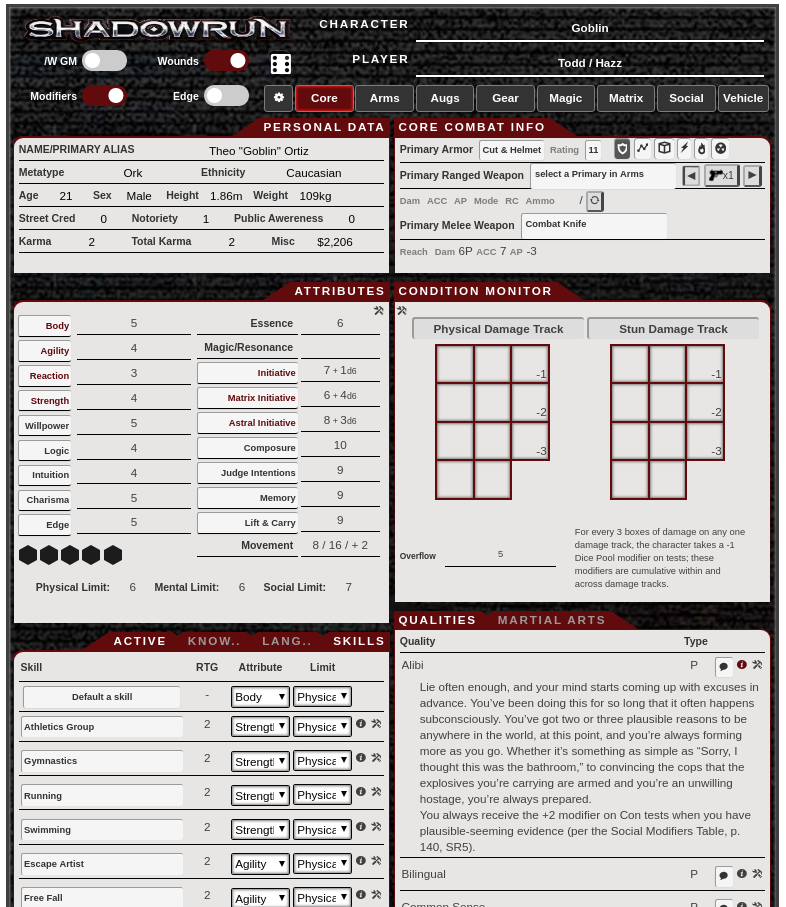 SHADOWRUN
CHARACTER Goblin
PLAYER Todd / Hazz
/W GM Wounds
Modifiers Edge
Core Arms Augs Gear Magic Matrix Social Vehicle
PERSONAL DATA
NAME/PRIMARY ALIAS Theo "Goblin" Ortiz
Metatype Ork Ethnicity Caucasian
Age 21 Sex Male Height 1.86m Weight 109kg
Street Cred 0 Notoriety 1 Public Awareness 0
Karma 2 Total Karma 2 Misc $2,206
CORE COMBAT INFO
Primary Armor Cut & Helmet Rating 11
Primary Ranged Weapon select a Primary in Arms x1
Dam ACC AP Mode RC Ammo /
Primary Melee Weapon Combat Knife
Reach Dam 6P ACC 7 AP -3
ATTRIBUTES
Body 5 Essence 6
Agility 4 Magic/Resonance
Reaction 3 Initiative 7 + 1d6
Strength 4 Matrix Initiative 6 + 4d6
Willpower 5 Astral Initiative 8 + 3d6
Logic 4 Composure 10
Intuition 4 Judge Intentions 9
Charisma 5 Memory 9
Edge 5 Lift & Carry 9
Movement 8 / 16 / + 2
Physical Limit: 6 Mental Limit: 6 Social Limit: 7
CONDITION MONITOR
Physical Damage Track Stun Damage Track
-1 -1
-2 -2
-3 -3
Overflow 5
For every 3 boxes of damage on any one
damage track, the character takes a -1
Dice Pool modifier on tests; these
modifiers are cumulative within and
across damage tracks.
ACTIVE KNOW.. LANG.. SKILLS
Skill RTG Attribute Limit
Default a skill - Body Physica
Athletics Group 2 Strengtl Physica
Gymnastics 2 Strengtl Physica
Running 2 Strengtl Physica
Swimming 2 Strengtl Physica
Escape Artist 2 Agility Physica
Free Fall 2 Agility Physica
QUALITIES MARTIAL ARTS
Quality Type
Alibi P
Lie often enough, and your mind starts coming up with excuses in
advance. You’ve been doing this for so long that it often happens
subconsciously. You’ve got two or three plausible reasons to be
anywhere in the world, at this point, and you’re always forming
more as you go. Whether it’s something as simple as “Sorry, I
thought this was the bathroom,” to convincing the cops that the
explosives you’re carrying are armed and you’re an unwilling
hostage, you’re always prepared.
You always receive the +2 modifier on Con tests when you have
plausible-seeming evidence (per the Social Modifiers Table, p.
140, SR5).
Bilingual P
Common Sense P